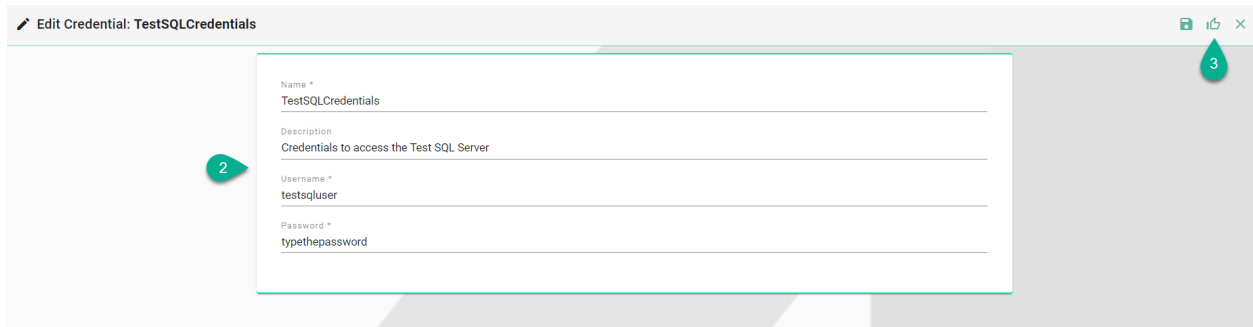 Edit Credential: TestSQLCredentials
3
Name *
TestSQLCredentials
Description
Credentials to access the Test SQL Server
2
Username *
testsqluser
Password *
typethepassword